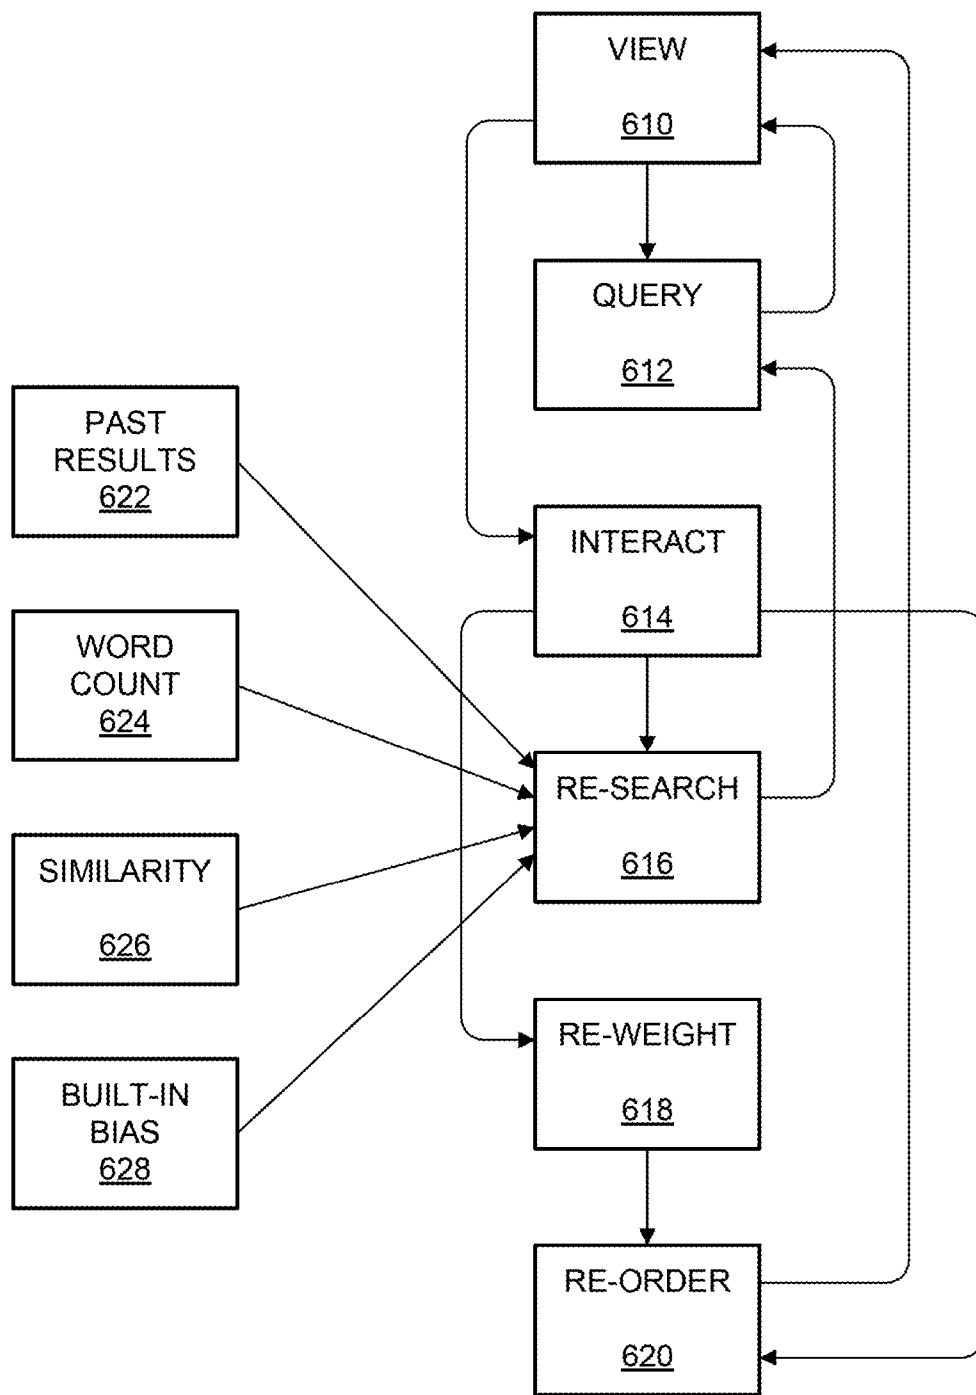 VIEW
610
QUERY
612
PAST
RESULTS
622
INTERACT
614
WORD
COUNT
624
RE-SEARCH
616
SIMILARITY
626
RE-WEIGHT
618
BUILT-IN
BIAS
628
RE-ORDER
620